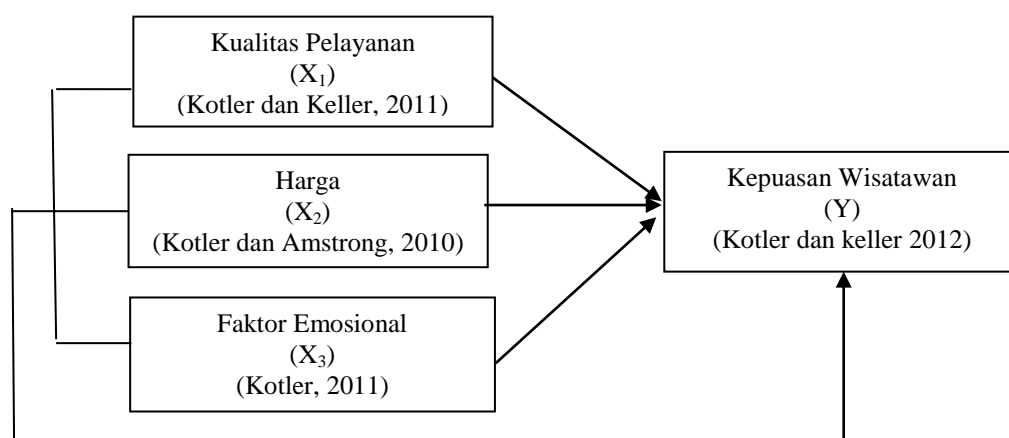 Kualitas Pelayanan
(X₁)
(Kotler dan Keller, 2011)
Harga
(X₂)
(Kotler dan Amstrong, 2010)
Faktor Emosional
(X₃)
(Kotler, 2011)
Kepuasan Wisatawan
(Y)
(Kotler dan keller 2012)